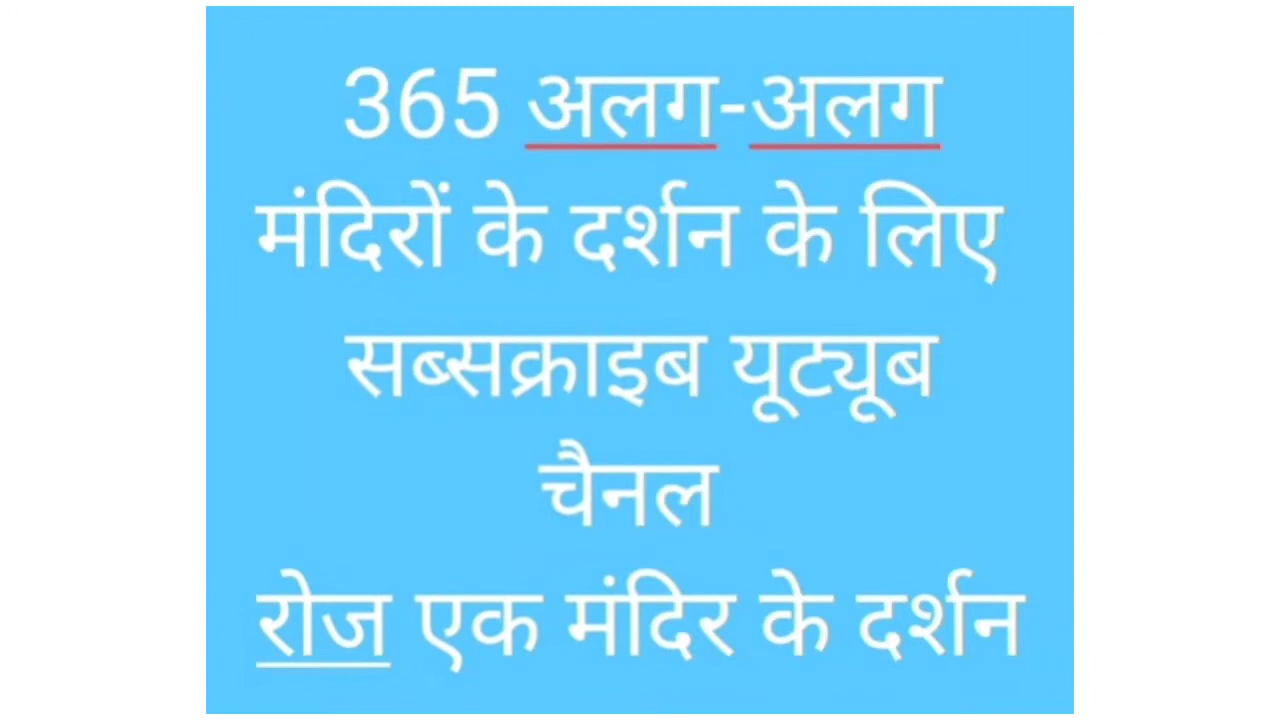 365 अलग-अलग
मंदिरों के दर्शन के लिए
सब्सक्राइब यूट्यूब
चैनल
रोज एक मंदिर के दर्शन